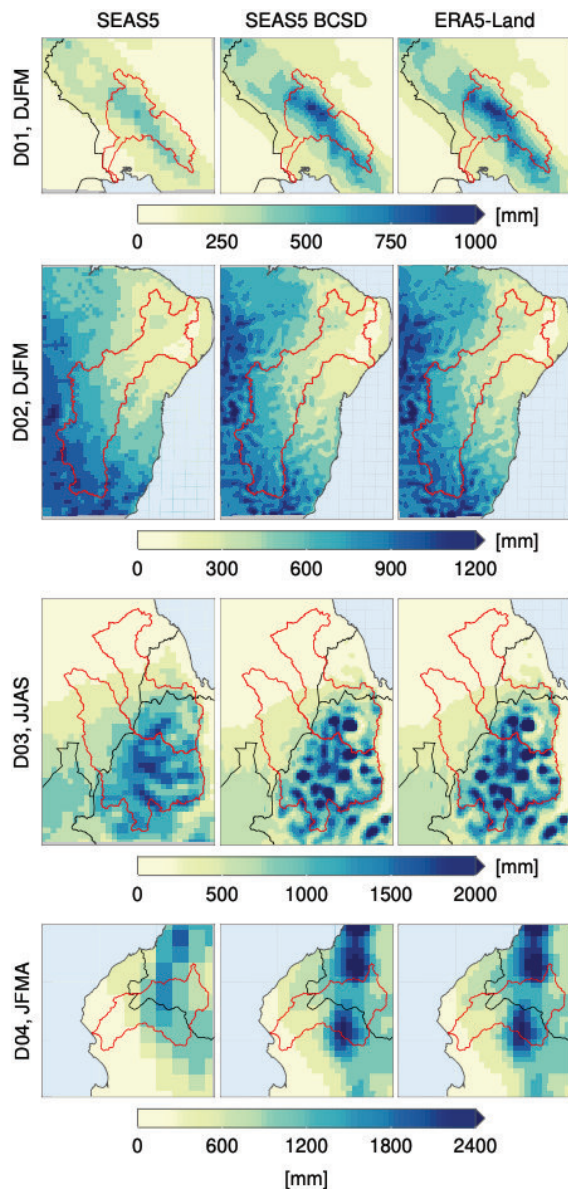 SEAS5 SEAS5 BCSD ERA5-Land
D01, DJFM
0 250 500 750 1000 [mm]
D02, DJFM
[mm]
0 300 600 900 1200
D03, JJAS
[mm]
0 500 1000 1500 2000
D04, JFMA
0 600 1200 1800 2400
[mm]